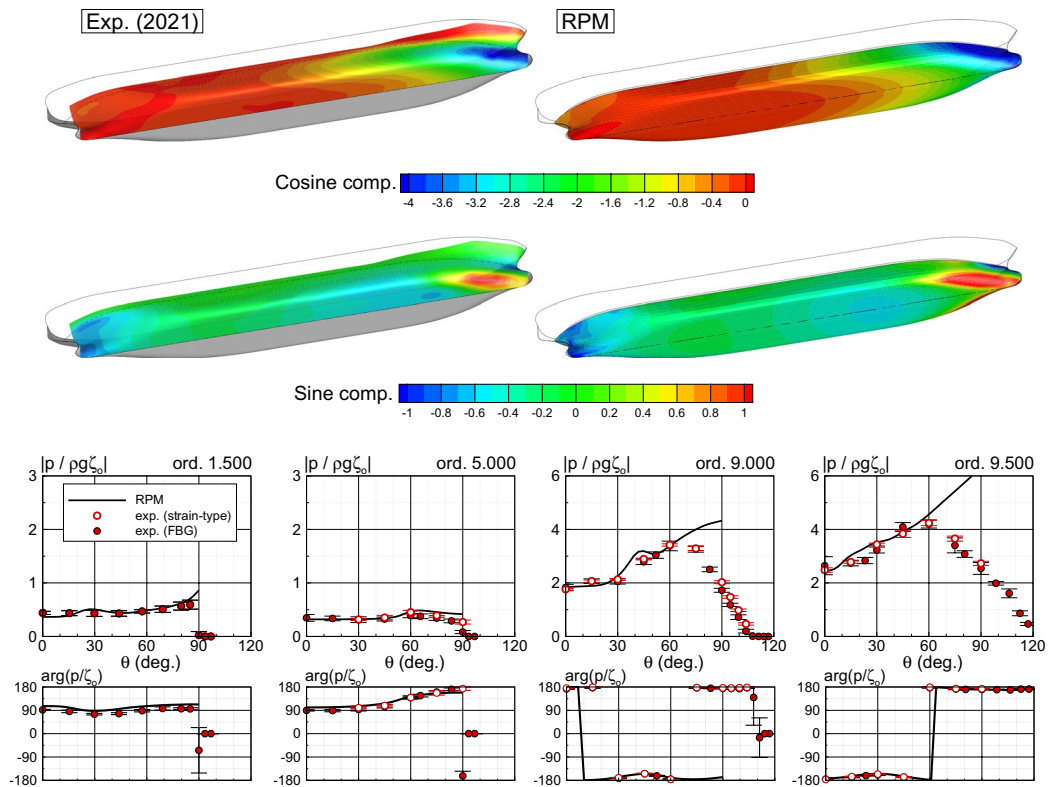 Exp. (2021)
RPM
Cosine comp.
-4 -3.6 -2.8 -2.4 -2 -1.6 -1.2 -0.8 -0.4 0
Sine comp.
-1 -0.8 -0.6 -0.4 -0.2 0 0.2 0.4 0.6 0.8 1
|p / ρgζₒ| ord. 1.500
3
2
1
0
RPM
exp. (strain-type)
exp. (FBG)
0 30 60 90 120
θ (deg.)
|p / ρgζₒ| ord. 5.000
3
2
1
0
0 30 60 90 120
θ (deg.)
|p / ρgζₒ| ord. 9.000
6
4
2
0
0 30 60 90 120
θ (deg.)
|p / ρgζₒ| ord. 9.500
6
4
2
0
0 30 60 90 120
θ (deg.)
arg(p/ζₒ)
180
90
0
-90
-180
arg(p/ζₒ)
180
90
0
-90
-180
arg(p/ζₒ)
180
90
0
-90
-180
arg(p/ζₒ)
180
90
0
-90
-180